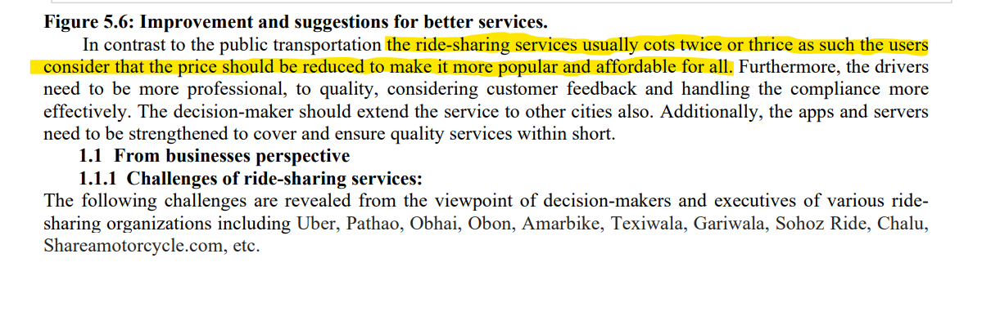 Figure 5.6: Improvement and suggestions for better services.
In contrast to the public transportation the ride-sharing services usually cots twice or thrice as such the users
consider that the price should be reduced to make it more popular and affordable for all. Furthermore, the drivers
need to be more professional, to quality, considering customer feedback and handling the compliance more
effectively. The decision-maker should extend the service to other cities also. Additionally, the apps and servers
need to be strengthened to cover and ensure quality services within short.
1.1 From businesses perspective
1.1.1 Challenges of ride-sharing services:
The following challenges are revealed from the viewpoint of decision-makers and executives of various ride-
sharing organizations including Uber, Pathao, Obhai, Obon, Amarbike, Texiwala, Gariwala, Sohoz Ride, Chalu,
Shareamotorcycle.com, etc.